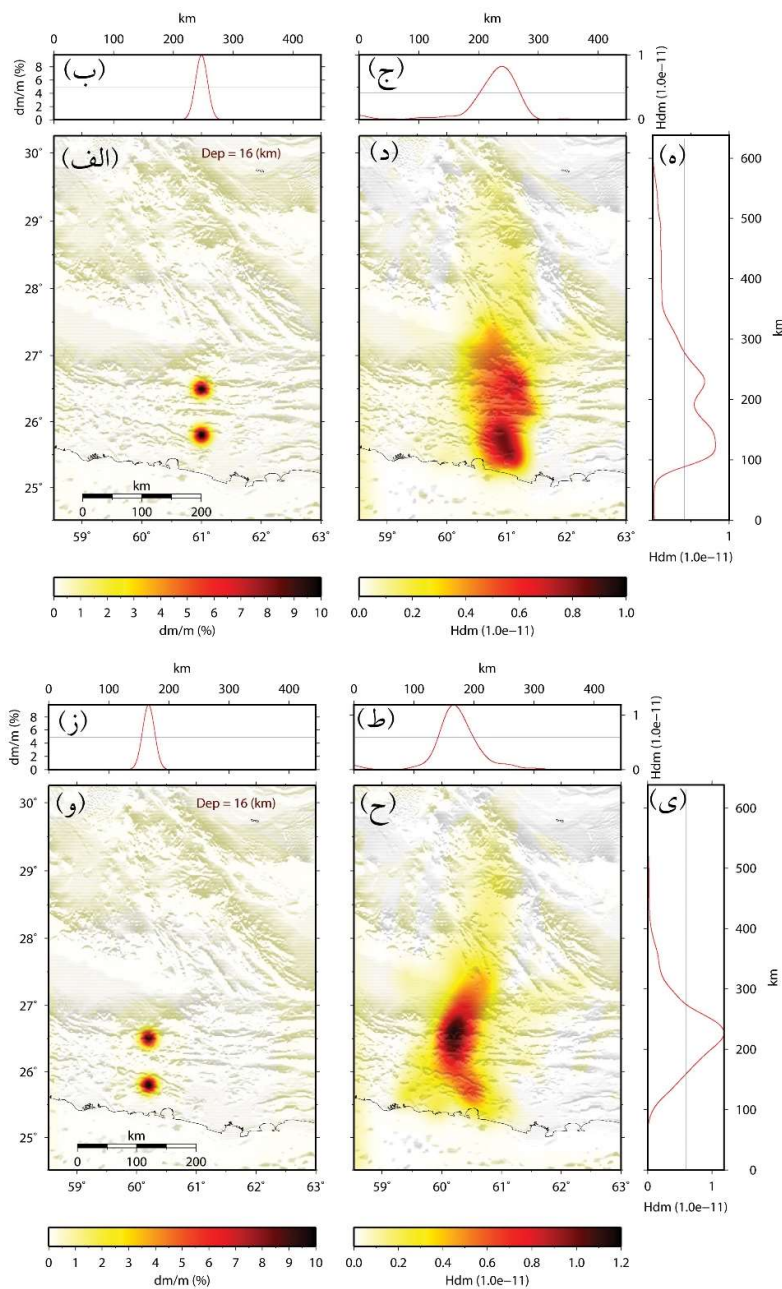 km
0 100 200 300 400
dm/m (%)
8
6
4
2
0
(ب)
km
0 100 200 300 400
(ج)
1
0
Hdm (1.0e−11)
(الف)
Dep = 16 (km)
30˚
29˚
28˚
27˚
26˚
25˚
km
0 100 200
59˚ 60˚ 61˚ 62˚ 63˚
(د)
59˚ 60˚ 61˚ 62˚ 63˚
(ه)
600
500
400
300
200
100
0
km
1
Hdm (1.0e−11)
0 1 2 3 4 5 6 7 8 9 10
dm/m (%)
0.0 0.2 0.4 0.6 0.8 1.0
Hdm (1.0e−11)
km
0 100 200 300 400
dm/m (%)
8
6
4
2
0
(ز)
km
0 100 200 300 400
(ط)
1
0
Hdm (1.0e−11)
(و)
Dep = 16 (km)
30˚
29˚
28˚
27˚
26˚
25˚
km
0 100 200
59˚ 60˚ 61˚ 62˚ 63˚
(ح)
59˚ 60˚ 61˚ 62˚ 63˚
(ی)
600
500
400
300
200
100
0
km
0 1
Hdm (1.0e−11)
0 1 2 3 4 5 6 7 8 9 10
dm/m (%)
0.0 0.2 0.4 0.6 0.8 1.0 1.2
Hdm (1.0e−11)